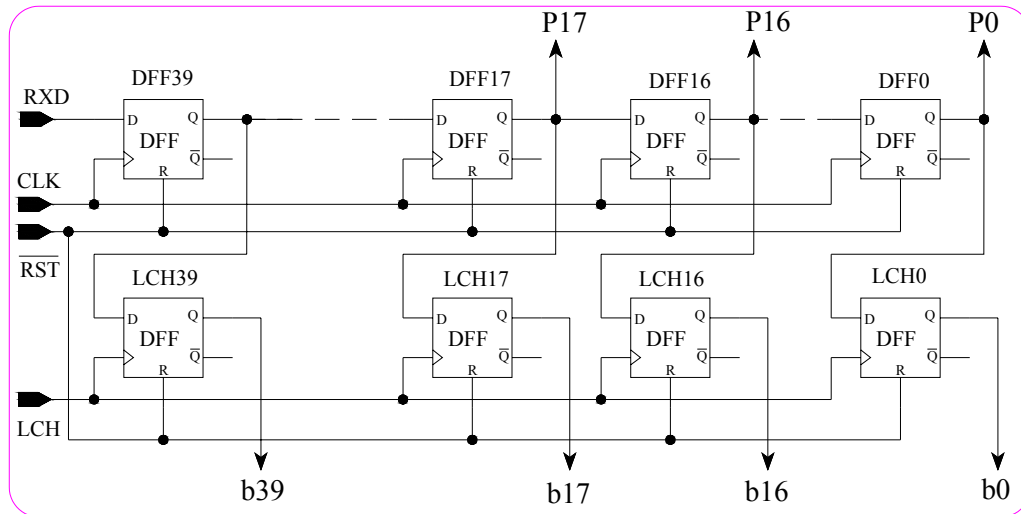 P17 P16 P0
DFF39 DFF17 DFF16 DFF0
RXD
D Q D Q D Q D Q
DFF DFF DFF DFF
Q̅ Q̅ Q̅ Q̅
R R R R
CLK
R̅S̅T̅
LCH39 LCH17 LCH16 LCH0
D Q D Q D Q D Q
DFF DFF DFF DFF
Q̅ Q̅ Q̅ Q̅
R R R R
LCH
b39 b17 b16 b0